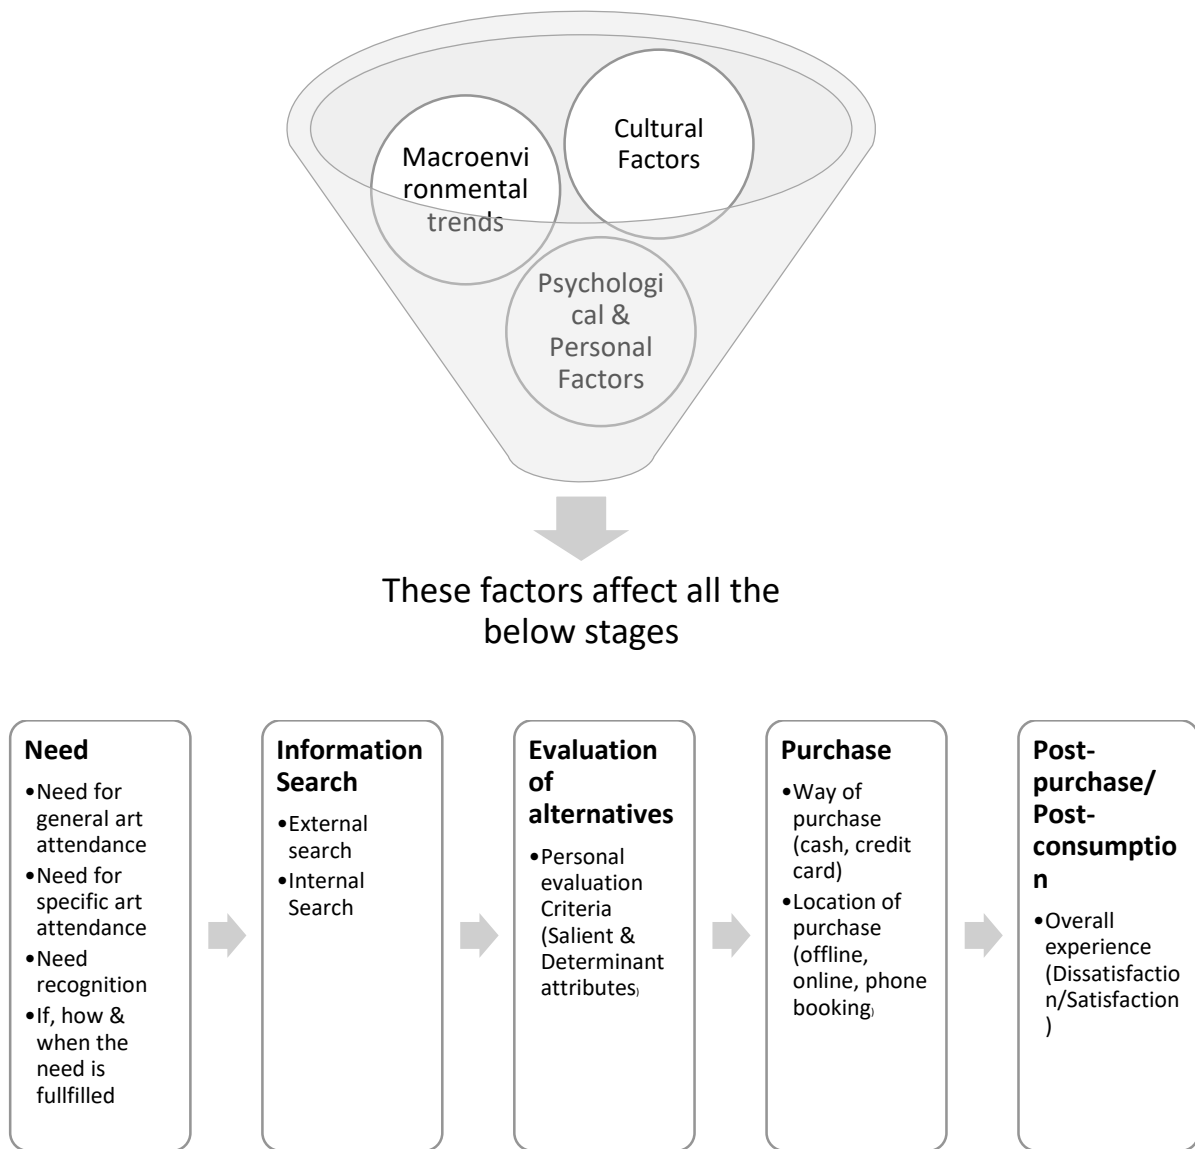 Macroenvi
ronmental
trends
Cultural
Factors
Psychologi
cal &
Personal
Factors
These factors affect all the
below stages
Need
•Need for
general art
attendance
•Need for
specific art
attendance
•Need
recognition
•If, how &
when the
need is
fullfilled
Information
Search
•External
search
•Internal
Search
Evaluation
of
alternatives
•Personal
evaluation
Criteria
(Salient &
Determinant
attributes)
Purchase
•Way of
purchase
(cash, credit
card)
•Location of
purchase
(offline,
online, phone
booking)
Post-
purchase/
Post-
consumptio
n
•Overall
experience
(Dissatisfactio
n/Satisfaction
)